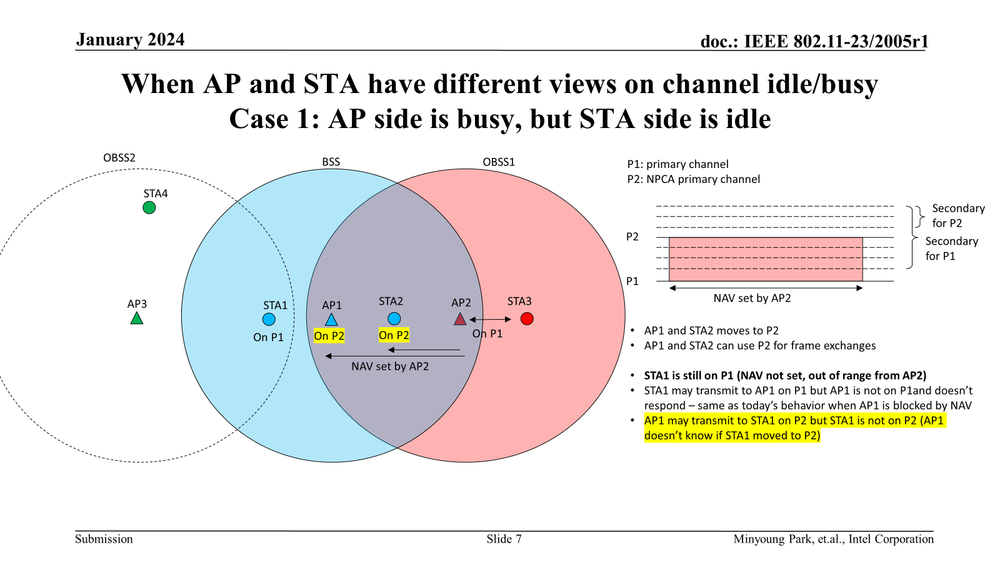 January 2024
doc.: IEEE 802.11-23/2005r1
When AP and STA have different views on channel idle/busy
Case 1: AP side is busy, but STA side is idle
OBSS2
BSS
OBSS1
STA4
AP3
STA1
On P1
AP1
On P2
STA2
On P2
AP2
STA3
On P1
NAV set by AP2
P1: primary channel
P2: NPCA primary channel
Secondary
for P2
P2
Secondary
for P1
P1
NAV set by AP2
• AP1 and STA2 moves to P2
• AP1 and STA2 can use P2 for frame exchanges
• STA1 is still on P1 (NAV not set, out of range from AP2)
• STA1 may transmit to AP1 on P1 but AP1 is not on P1and doesn’t
respond – same as today’s behavior when AP1 is blocked by NAV
• AP1 may transmit to STA1 on P2 but STA1 is not on P2 (AP1
doesn’t know if STA1 moved to P2)
Submission
Slide 7
Minyoung Park, et.al., Intel Corporation